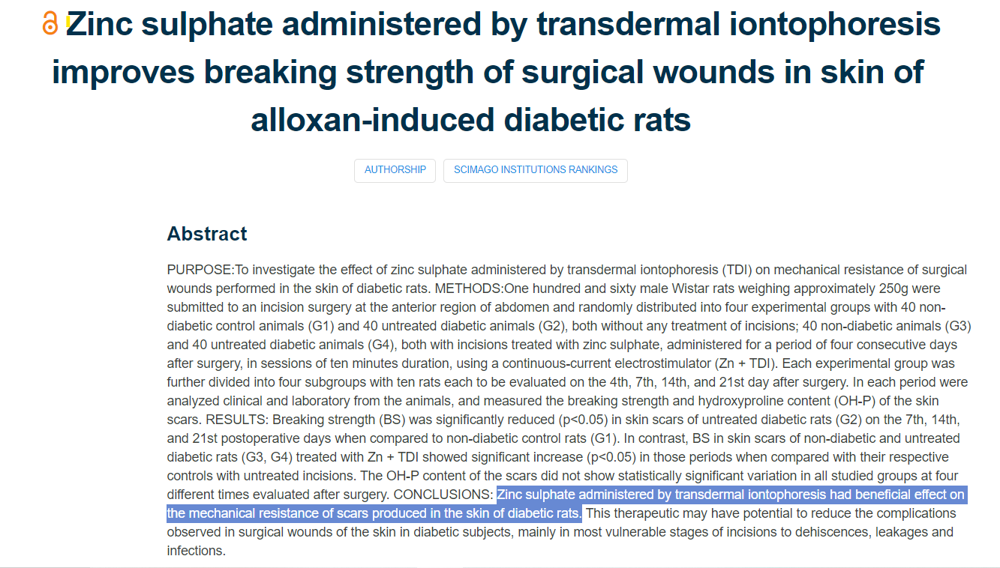 Zinc sulphate administered by transdermal iontophoresis
improves breaking strength of surgical wounds in skin of
alloxan-induced diabetic rats
AUTHORSHIP SCIMAGO INSTITUTIONS RANKINGS
Abstract
PURPOSE:To investigate the effect of zinc sulphate administered by transdermal iontophoresis (TDI) on mechanical resistance of surgical
wounds performed in the skin of diabetic rats. METHODS:One hundred and sixty male Wistar rats weighing approximately 250g were
submitted to an incision surgery at the anterior region of abdomen and randomly distributed into four experimental groups with 40 non-
diabetic control animals (G1) and 40 untreated diabetic animals (G2), both without any treatment of incisions; 40 non-diabetic animals (G3)
and 40 untreated diabetic animals (G4), both with incisions treated with zinc sulphate, administered for a period of four consecutive days
after surgery, in sessions of ten minutes duration, using a continuous-current electrostimulator (Zn + TDI). Each experimental group was
further divided into four subgroups with ten rats each to be evaluated on the 4th, 7th, 14th, and 21st day after surgery. In each period were
analyzed clinical and laboratory from the animals, and measured the breaking strength and hydroxyproline content (OH-P) of the skin
scars. RESULTS: Breaking strength (BS) was significantly reduced (p<0.05) in skin scars of untreated diabetic rats (G2) on the 7th, 14th,
and 21st postoperative days when compared to non-diabetic control rats (G1). In contrast, BS in skin scars of non-diabetic and untreated
diabetic rats (G3, G4) treated with Zn + TDI showed significant increase (p<0.05) in those periods when compared with their respective
controls with untreated incisions. The OH-P content of the scars did not show statistically significant variation in all studied groups at four
different times evaluated after surgery. CONCLUSIONS: Zinc sulphate administered by transdermal iontophoresis had beneficial effect on
the mechanical resistance of scars produced in the skin of diabetic rats. This therapeutic may have potential to reduce the complications
observed in surgical wounds of the skin in diabetic subjects, mainly in most vulnerable stages of incisions to dehiscences, leakages and
infections.